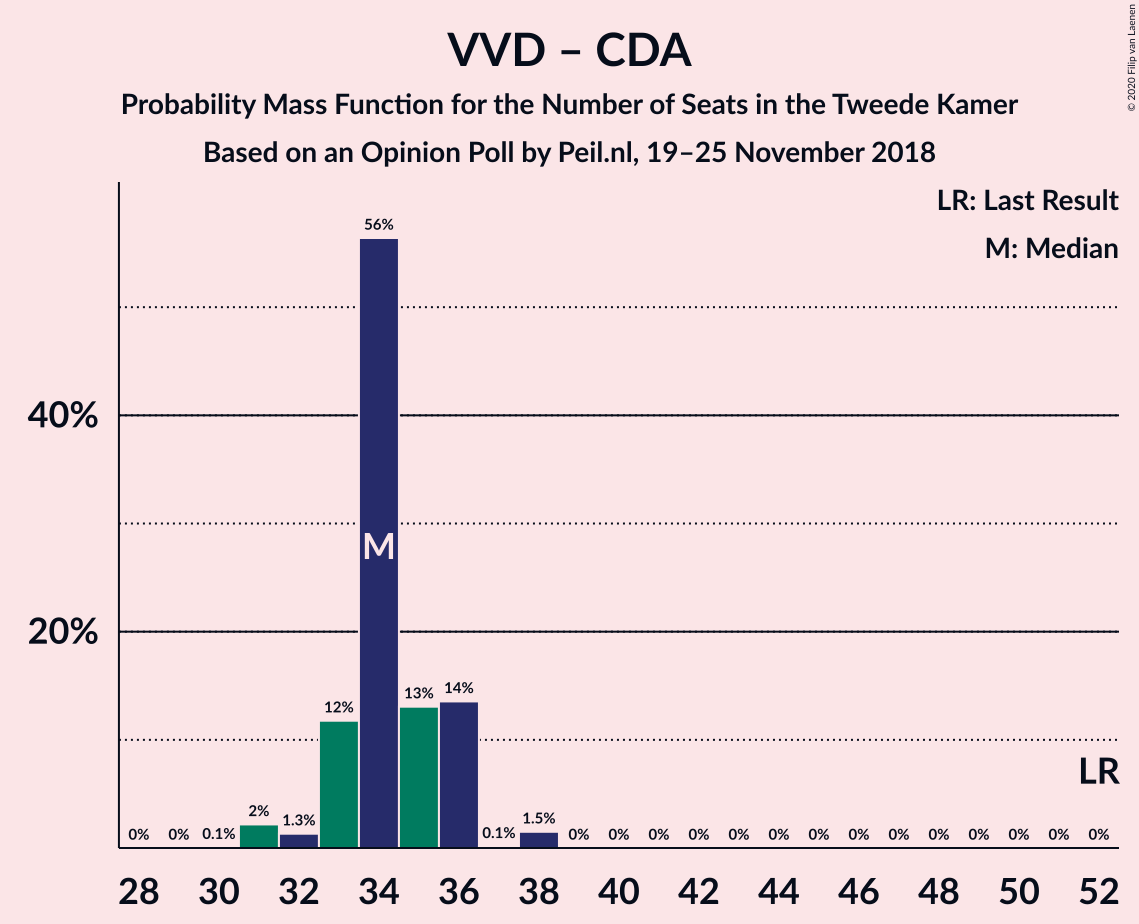 VVD – CDA
Probability Mass Function for the Number of Seats in the Tweede Kamer
Based on an Opinion Poll by Peil.nl, 19–25 November 2018
© 2020 Filip van Laenen
LR: Last Result
M: Median
56%
40%
M
20%
14%
13%
12%
LR
2%
1.3%
1.5%
0% 0% 0.1% 0.1% 0% 0% 0% 0% 0% 0% 0% 0% 0% 0% 0% 0% 0% 0%
28 30 32 34 36 38 40 42 44 46 48 50 52